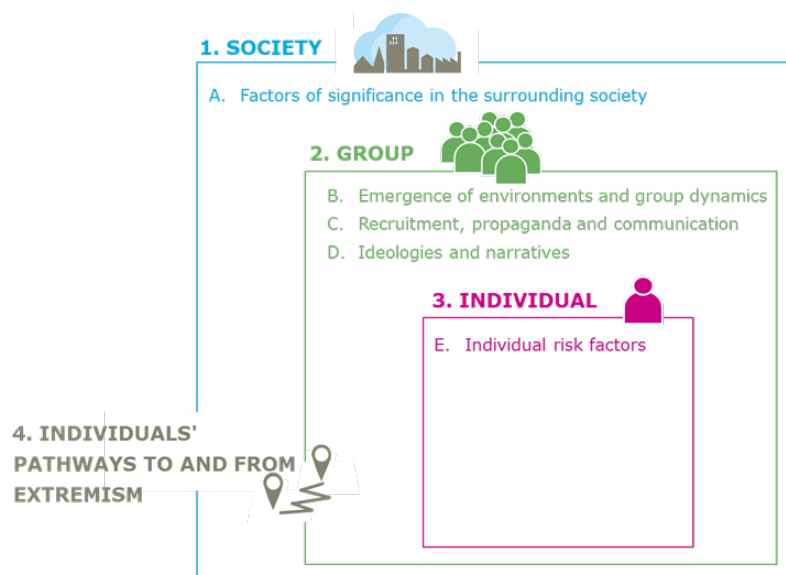 1. SOCIETY
A. Factors of significance in the surrounding society
2. GROUP
B. Emergence of environments and group dynamics
C. Recruitment, propaganda and communication
D. Ideologies and narratives
3. INDIVIDUAL
E. Individual risk factors
4. INDIVIDUALS'
PATHWAYS TO AND FROM
EXTREMISM